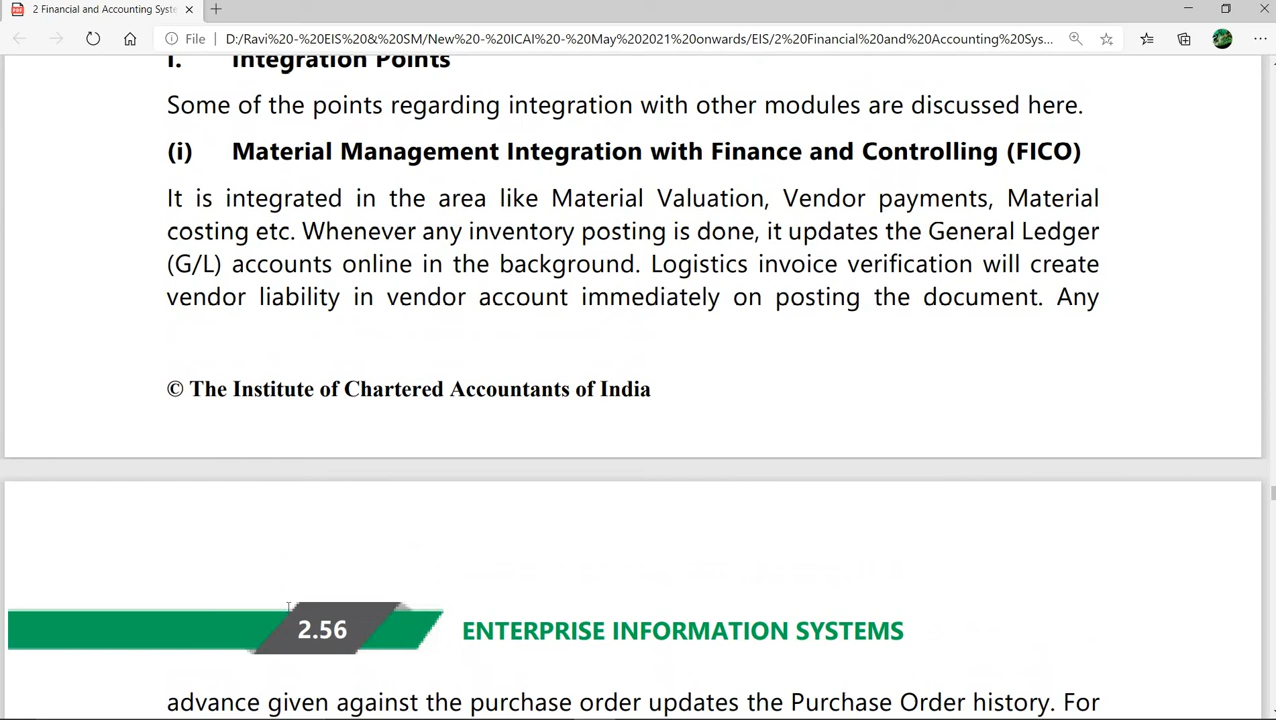 2 Financial and Accounting Syste
File
D:/Ravi%20-%20EIS%20&%20SM/New%20-%20ICAI%20-%20May%202021%20onwards/EIS/2%20Financial%20and%20Accounting%20Sys...
I. Integration Points
Some of the points regarding integration with other modules are discussed here.
(i) Material Management Integration with Finance and Controlling (FICO)
It is integrated in the area like Material Valuation, Vendor payments, Material
costing etc. Whenever any inventory posting is done, it updates the General Ledger
(G/L) accounts online in the background. Logistics invoice verification will create
vendor liability in vendor account immediately on posting the document. Any
© The Institute of Chartered Accountants of India
2.56 ENTERPRISE INFORMATION SYSTEMS
advance given against the purchase order updates the Purchase Order history. For